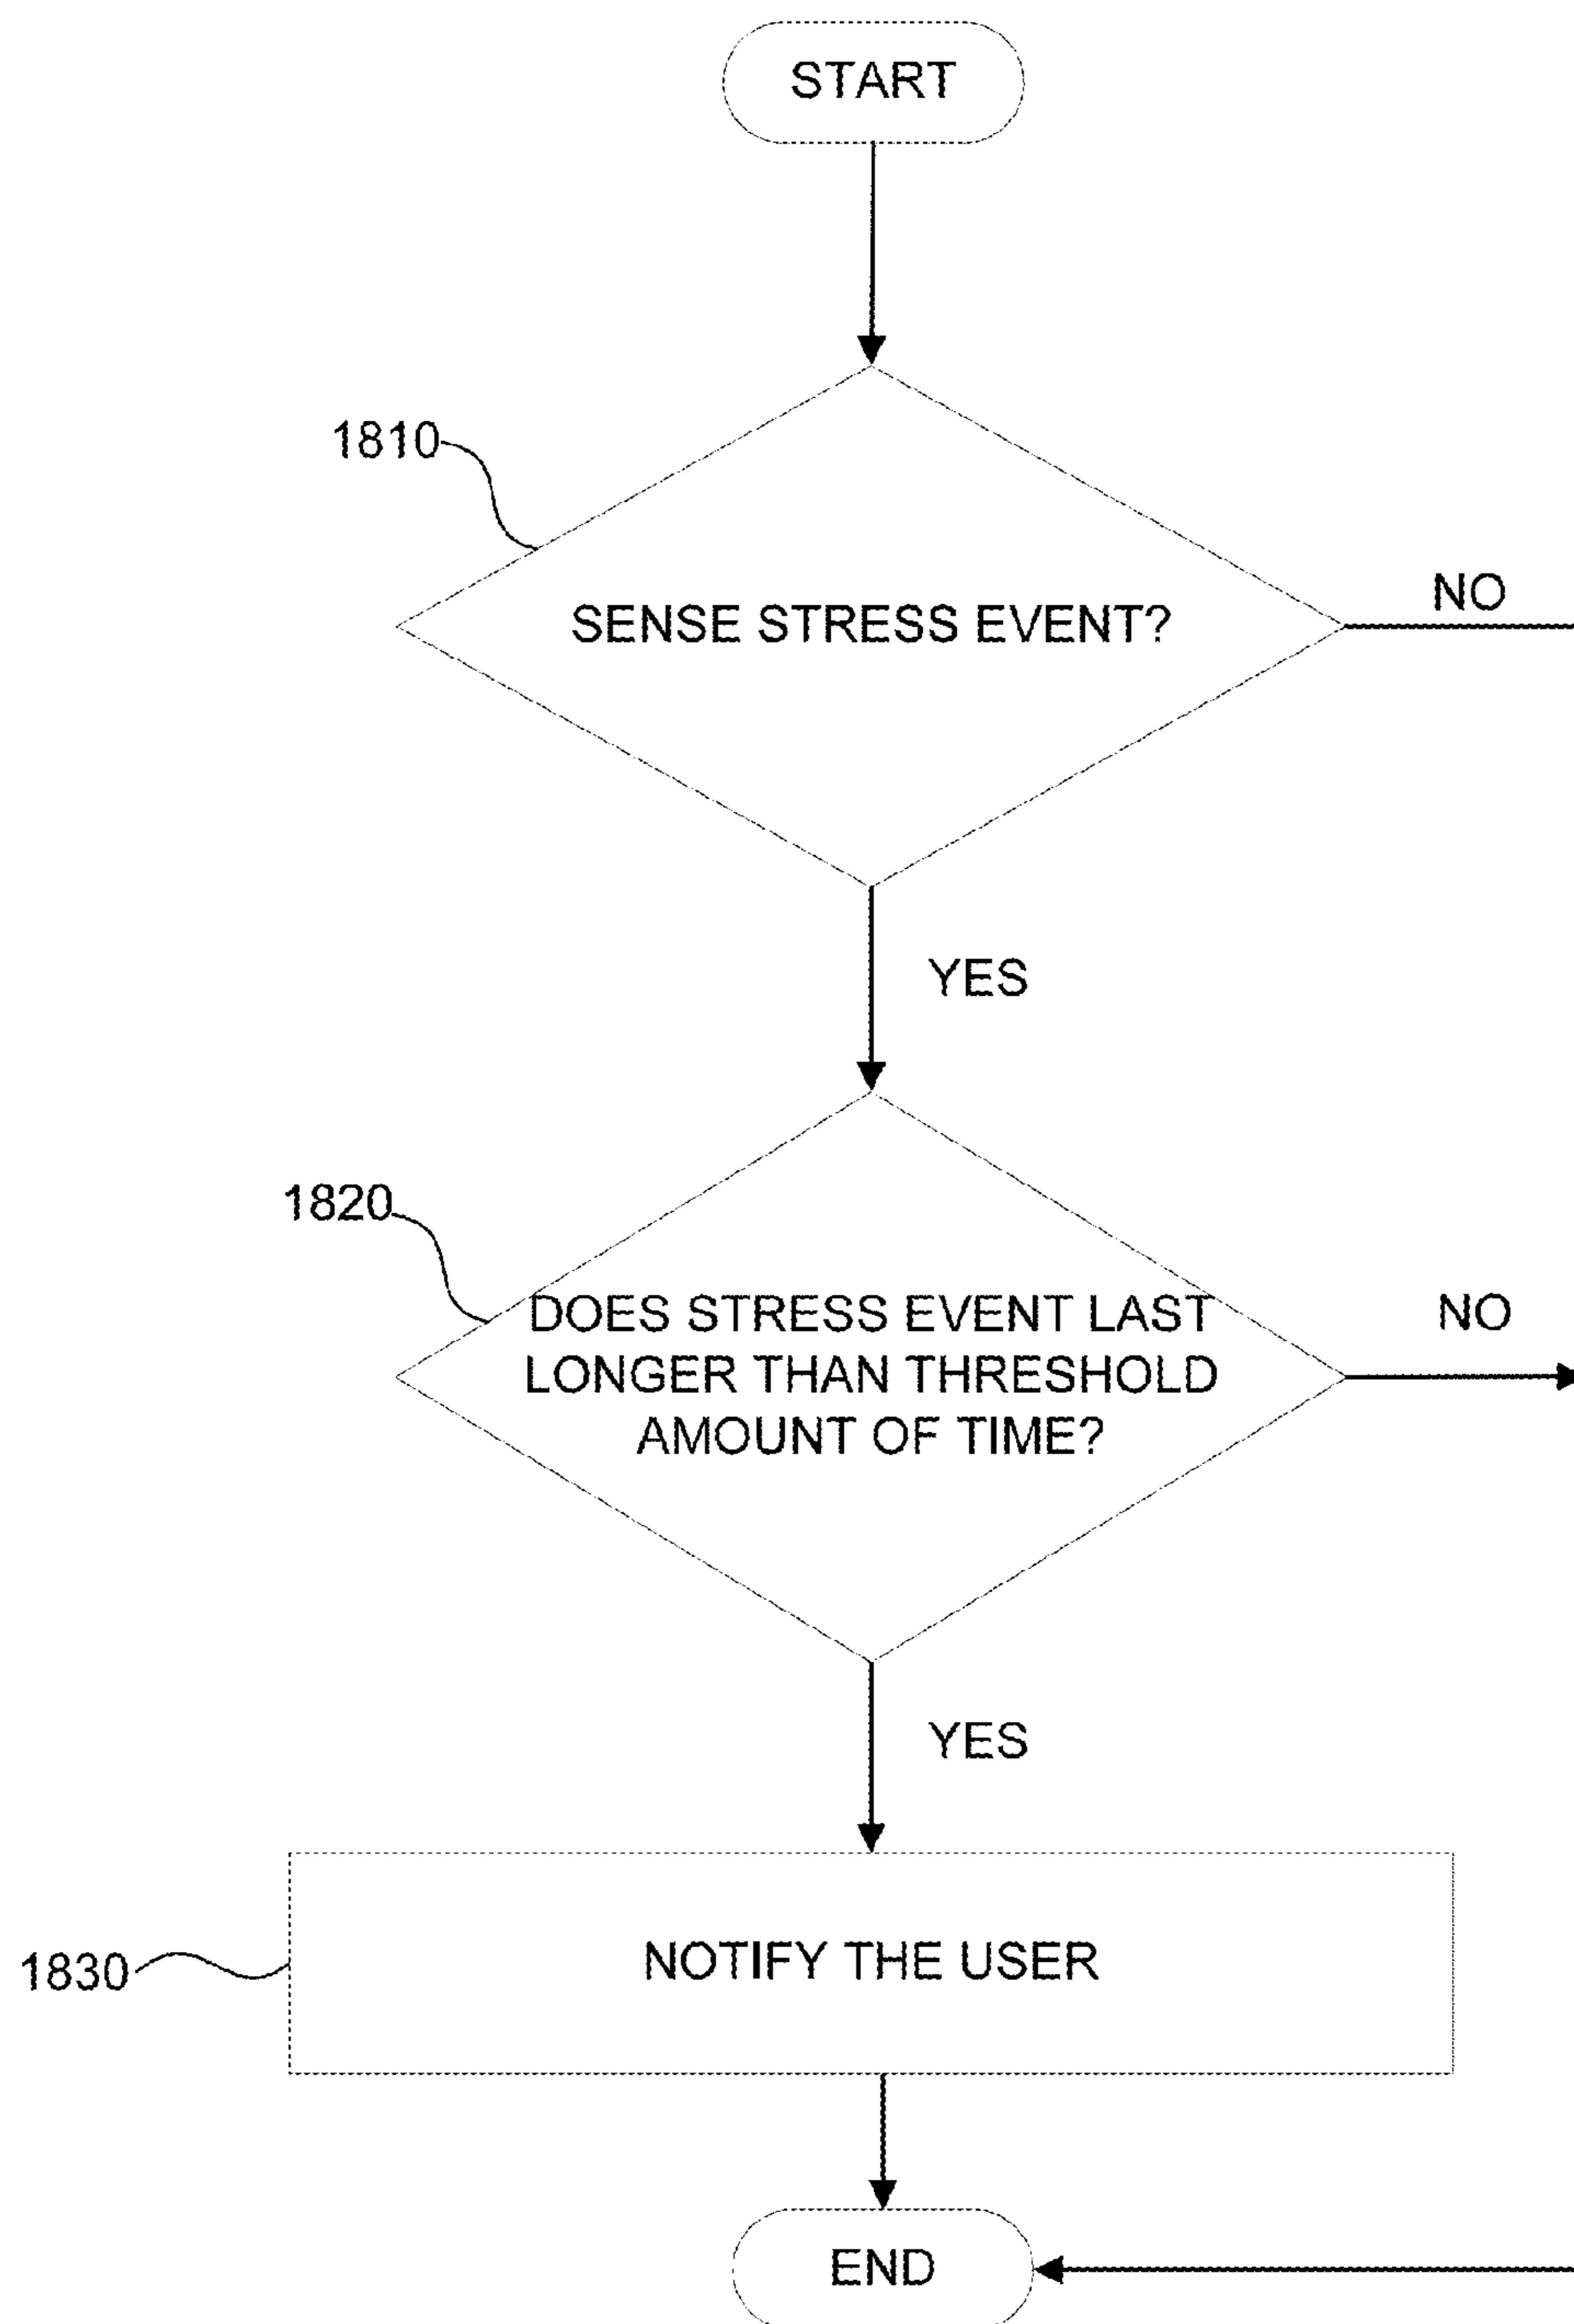 START
1810
SENSE STRESS EVENT?
NO
YES
1820
DOES STRESS EVENT LAST
LONGER THAN THRESHOLD
AMOUNT OF TIME?
NO
YES
1830
NOTIFY THE USER
END